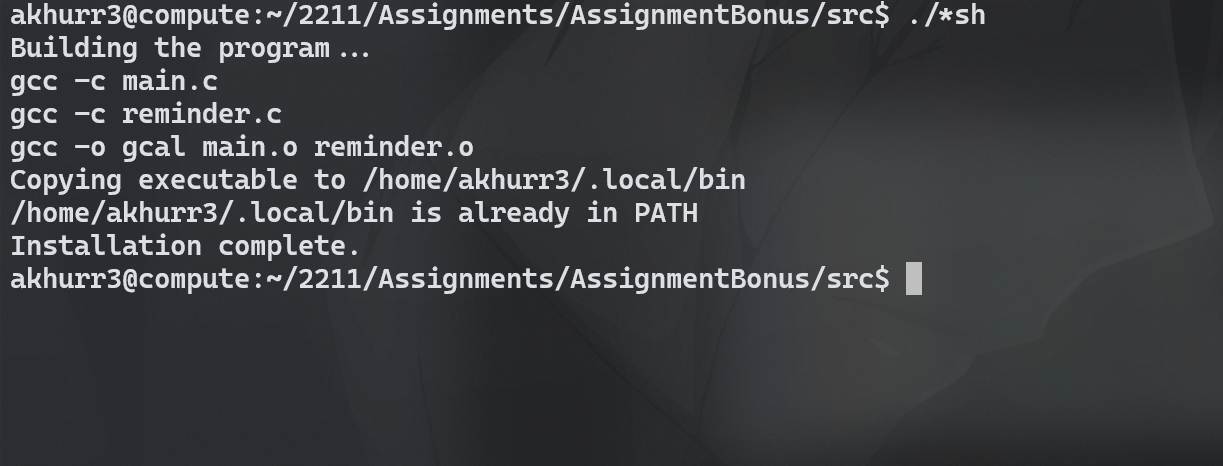 akhurr3@compute:~/2211/Assignments/AssignmentBonus/src$ ./*sh
Building the program...
gcc -c main.c
gcc -c reminder.c
gcc -o gcal main.o reminder.o
Copying executable to /home/akhurr3/.local/bin
/home/akhurr3/.local/bin is already in PATH
Installation complete.
akhurr3@compute:~/2211/Assignments/AssignmentBonus/src$